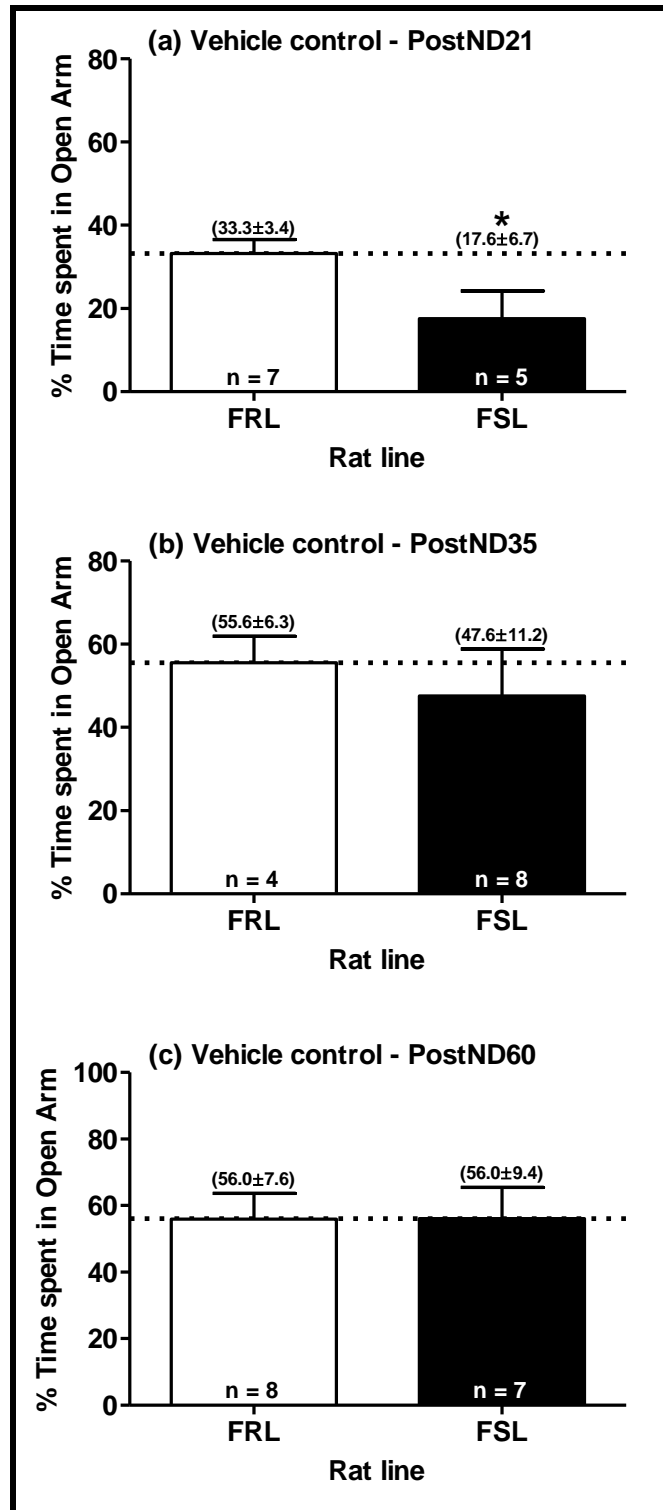 (a) Vehicle control - PostND21
% Time spent in Open Arm
80
60
40
20
0
(33.3±3.4)
*
(17.6±6.7)
n = 7
n = 5
FRL
FSL
Rat line
(b) Vehicle control - PostND35
% Time spent in Open Arm
80
60
40
20
0
(55.6±6.3)
(47.6±11.2)
n = 4
n = 8
FRL
FSL
Rat line
(c) Vehicle control - PostND60
% Time spent in Open Arm
100
80
60
40
20
0
(56.0±7.6)
(56.0±9.4)
n = 8
n = 7
FRL
FSL
Rat line